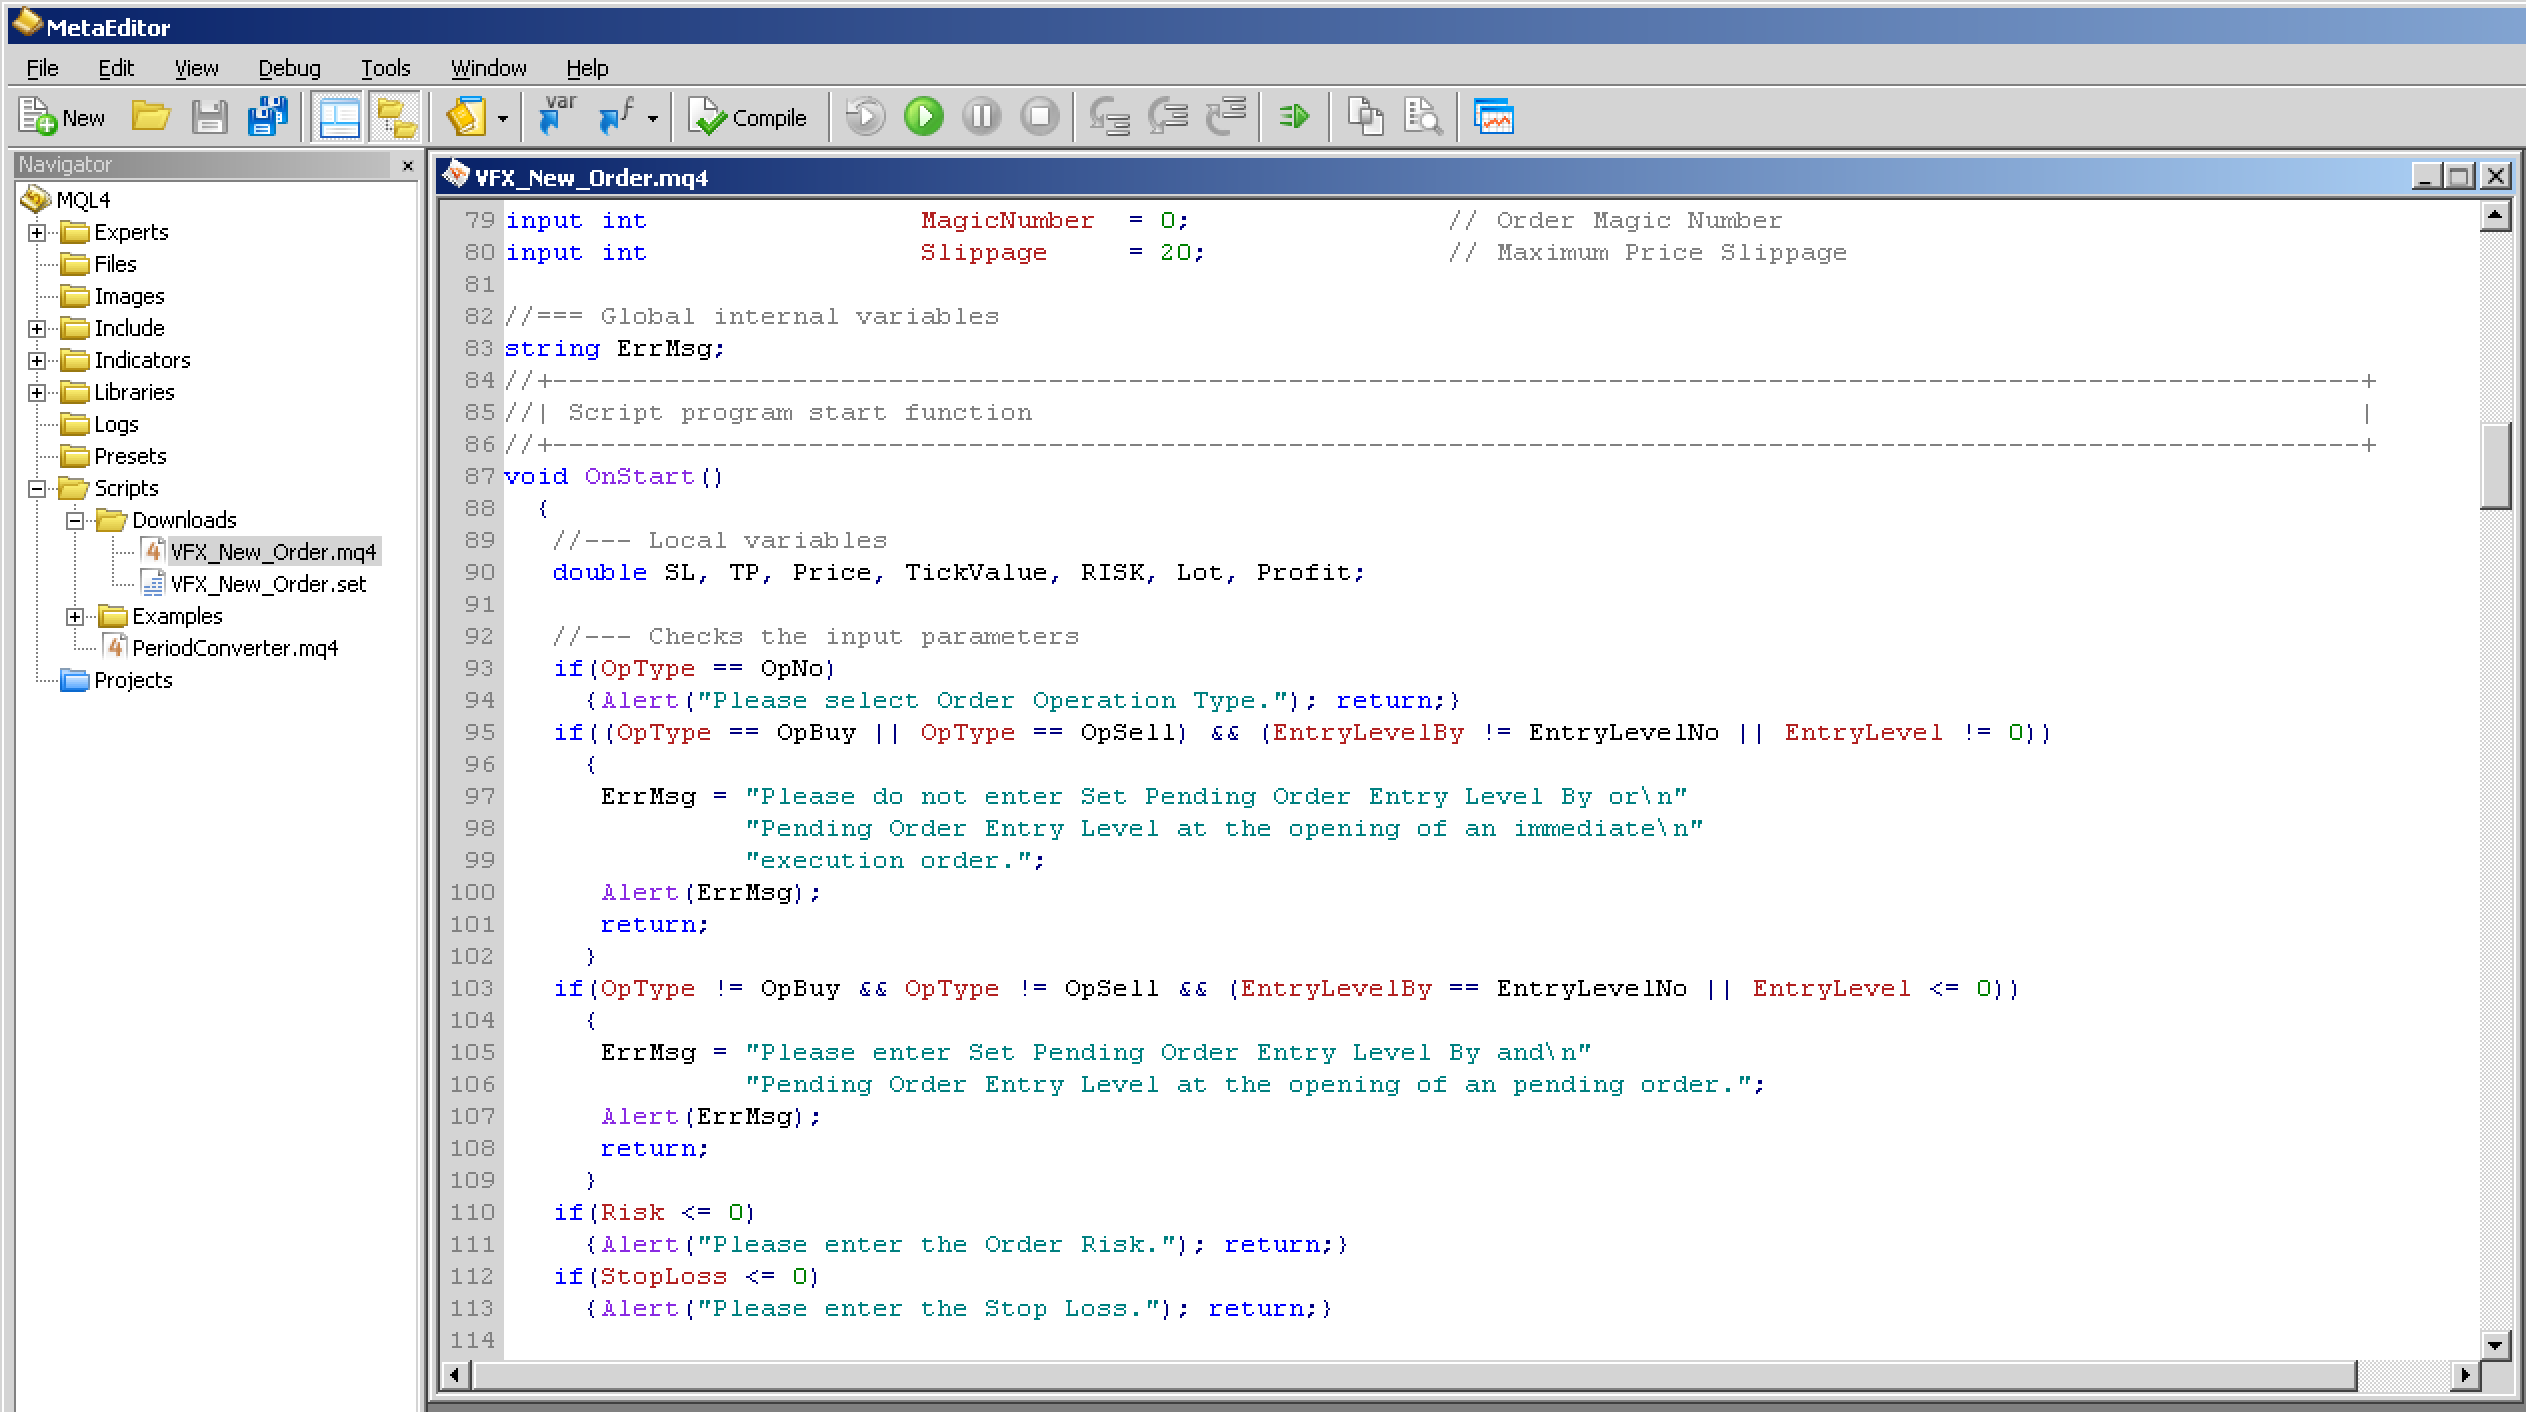 MetaEditor
File Edit View Debug Tools Window Help
New var f Compile
Navigator
MQL4
Experts
Files
Images
Include
Indicators
Libraries
Logs
Presets
Scripts
Downloads
VFX_New_Order.mq4
VFX_New_Order.set
Examples
PeriodConverter.mq4
Projects
VFX_New_Order.mq4
79 input int MagicNumber = 0; // Order Magic Number
80 input int Slippage = 20; // Maximum Price Slippage
81
82 //=== Global internal variables
83 string ErrMsg;
84 //+------------------------------------------------------------------------------------------------------------------+
85 //| Script program start function |
86 //+------------------------------------------------------------------------------------------------------------------+
87 void OnStart()
88 {
89 //--- Local variables
90 double SL, TP, Price, TickValue, RISK, Lot, Profit;
91
92 //--- Checks the input parameters
93 if(OpType == OpNo)
94 {Alert("Please select Order Operation Type."); return;}
95 if((OpType == OpBuy || OpType == OpSell) && (EntryLevelBy != EntryLevelNo || EntryLevel != 0))
96 {
97 ErrMsg = "Please do not enter Set Pending Order Entry Level By or\n"
98 "Pending Order Entry Level at the opening of an immediate\n"
99 "execution order.";
100 Alert(ErrMsg);
101 return;
102 }
103 if(OpType != OpBuy && OpType != OpSell && (EntryLevelBy == EntryLevelNo || EntryLevel <= 0))
104 {
105 ErrMsg = "Please enter Set Pending Order Entry Level By and\n"
106 "Pending Order Entry Level at the opening of an pending order.";
107 Alert(ErrMsg);
108 return;
109 }
110 if(Risk <= 0)
111 {Alert("Please enter the Order Risk."); return;}
112 if(StopLoss <= 0)
113 {Alert("Please enter the Stop Loss."); return;}
114